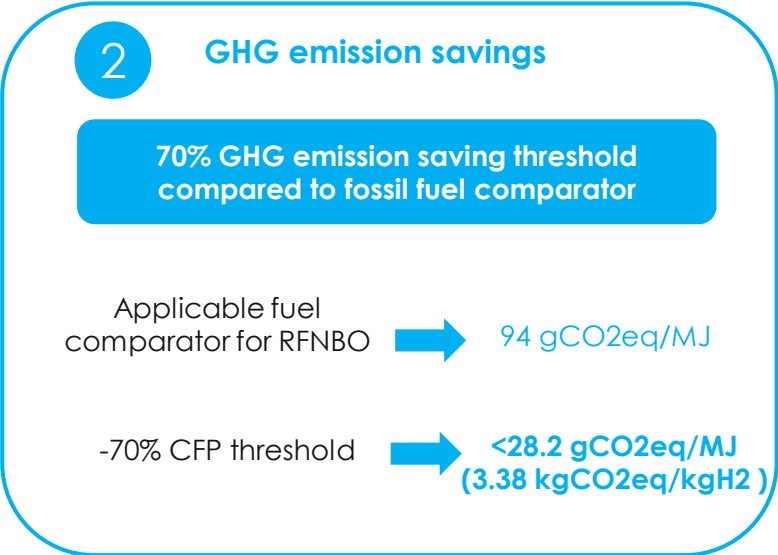 2
GHG emission savings
70% GHG emission saving threshold
compared to fossil fuel comparator
Applicable fuel
comparator for RFNBO
94 gCO2eq/MJ
-70% CFP threshold
<28.2 gCO2eq/MJ
(3.38 kgCO2eq/kgH2 )